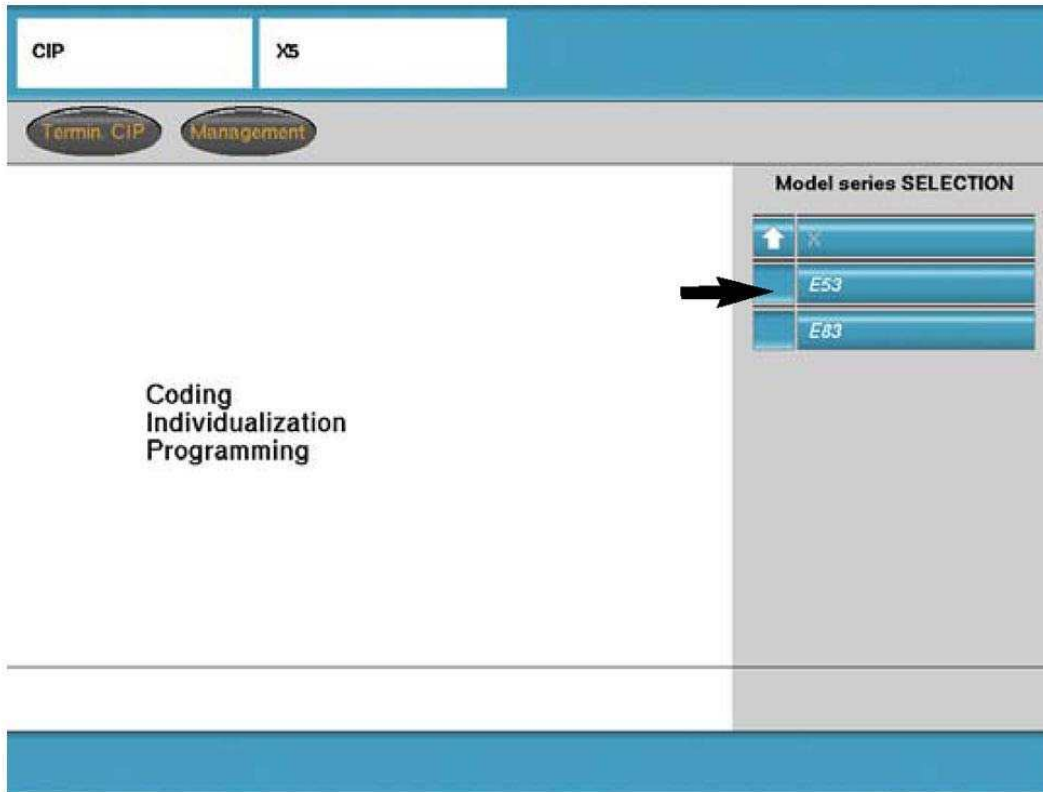 CIP
X5
Termin. CIP
Management
Model series SELECTION
X
E53
E83
Coding
Individualization
Programming